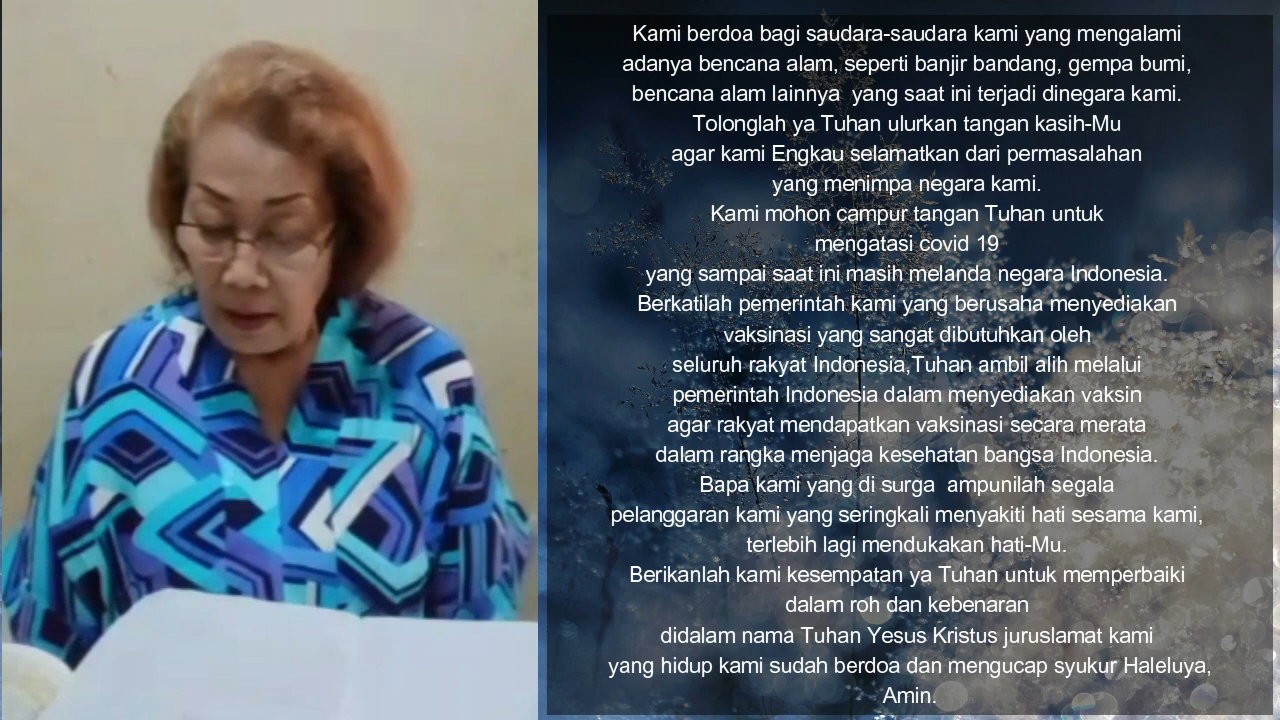 Kami berdoa bagi saudara-saudara kami yang mengalami
adanya bencana alam, seperti banjir bandang, gempa bumi,
bencana alam lainnya  yang saat ini terjadi dinegara kami.
Tolonglah ya Tuhan ulurkan tangan kasih-Mu
agar kami Engkau selamatkan dari permasalahan
yang menimpa negara kami.
Kami mohon campur tangan Tuhan untuk
mengatasi covid 19
yang sampai saat ini masih melanda negara Indonesia.
Berkatilah pemerintah kami yang berusaha menyediakan
vaksinasi yang sangat dibutuhkan oleh
seluruh rakyat Indonesia,Tuhan ambil alih melalui
pemerintah Indonesia dalam menyediakan vaksin
agar rakyat mendapatkan vaksinasi secara merata
dalam rangka menjaga kesehatan bangsa Indonesia.
Bapa kami yang di surga  ampunilah segala
pelanggaran kami yang seringkali menyakiti hati sesama kami,
terlebih lagi mendukakan hati-Mu.
Berikanlah kami kesempatan ya Tuhan untuk memperbaiki
dalam roh dan kebenaran
didalam nama Tuhan Yesus Kristus juruslamat kami
yang hidup kami sudah berdoa dan mengucap syukur Haleluya,
Amin.